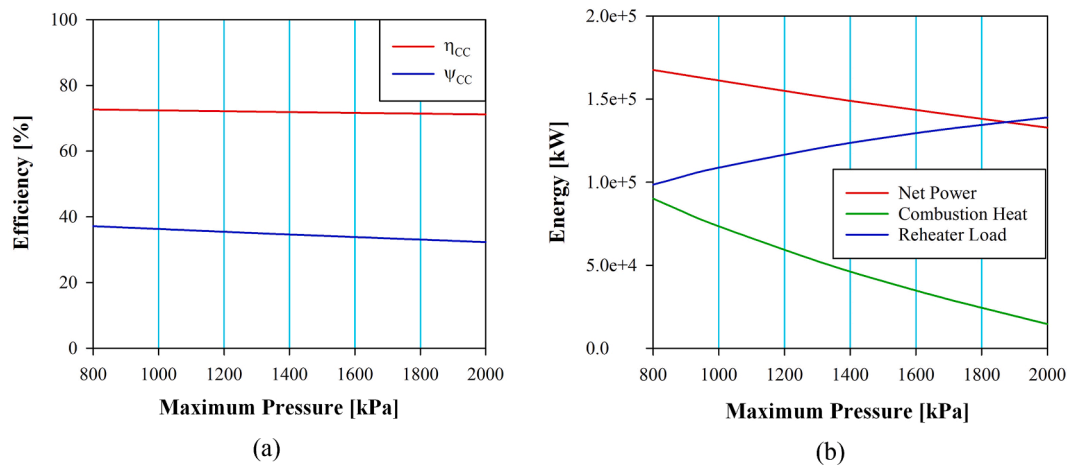 100
80
60
40
20
0
Efficiency [%]
η_CC
ψ_CC
800 1000 1200 1400 1600 1800 2000
Maximum Pressure [kPa]
(a)
2.0e+5
1.5e+5
1.0e+5
5.0e+4
0.0
Energy [kW]
Net Power
Combustion Heat
Reheater Load
800 1000 1200 1400 1600 1800 2000
Maximum Pressure [kPa]
(b)